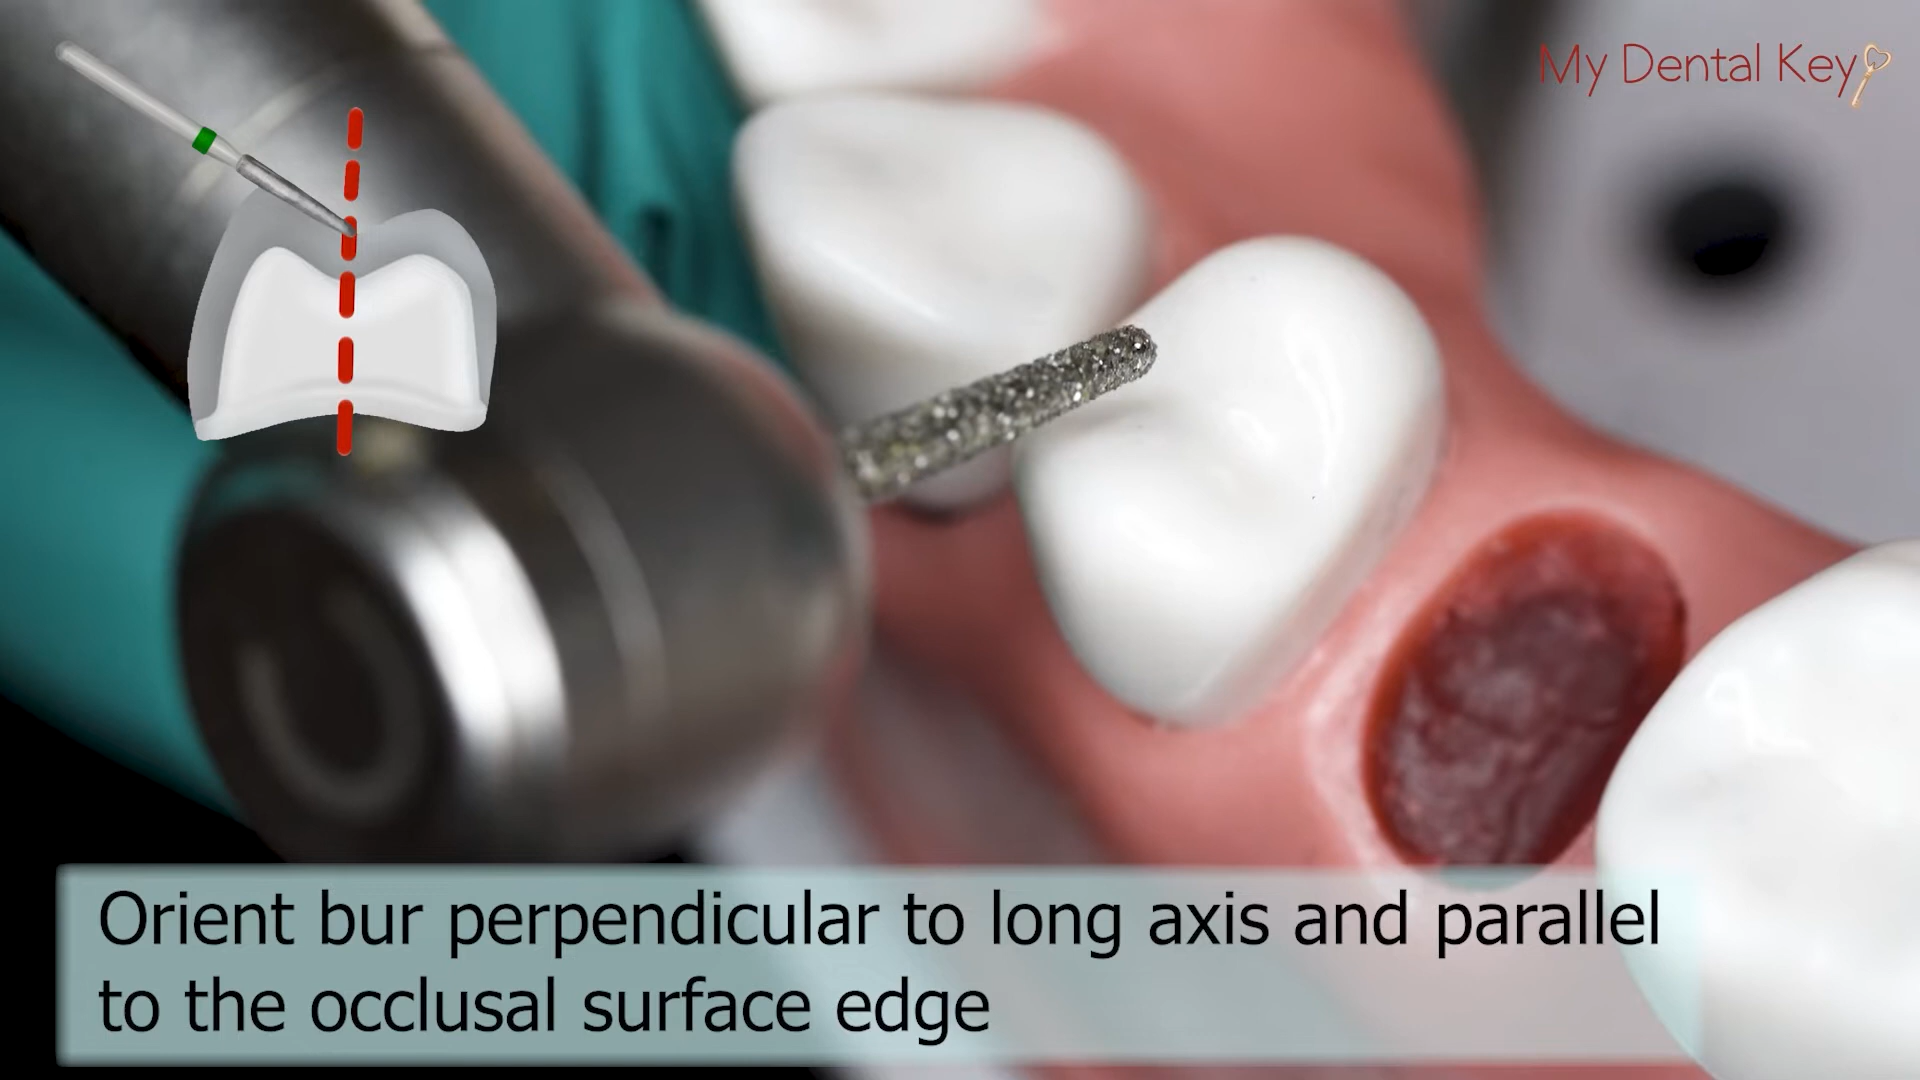 My Dental Key
Orient bur perpendicular to long axis and parallel
to the occlusal surface edge